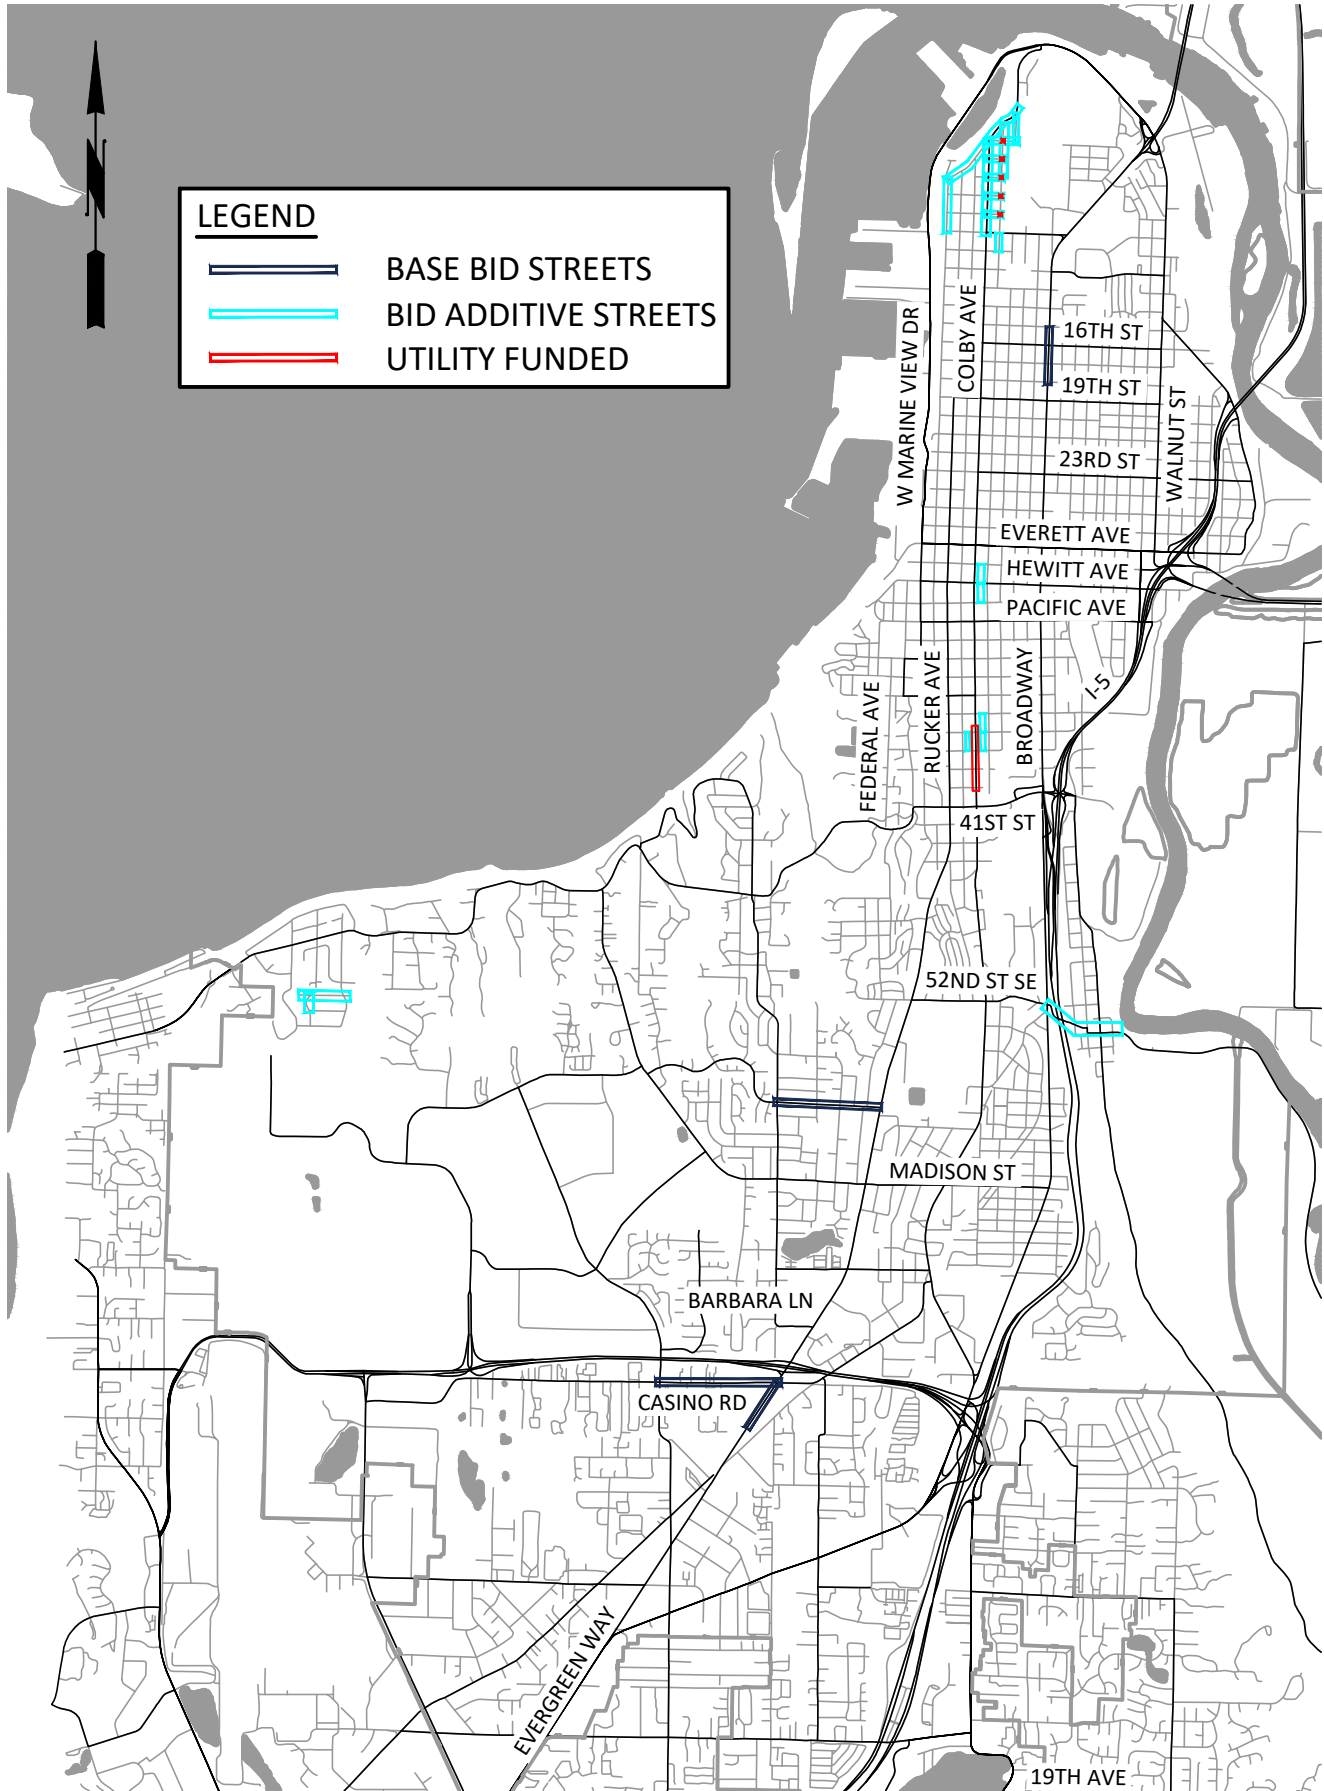 N
LEGEND
BASE BID STREETS
BID ADDITIVE STREETS
UTILITY FUNDED
W MARINE VIEW DR
COLBY AVE
16TH ST
19TH ST
WALNUT ST
23RD ST
EVERETT AVE
HEWITT AVE
PACIFIC AVE
FEDERAL AVE
RUCKER AVE
BROADWAY
I-5
41ST ST
52ND ST SE
MADISON ST
BARBARA LN
CASINO RD
EVERGREEN WAY
19TH AVE